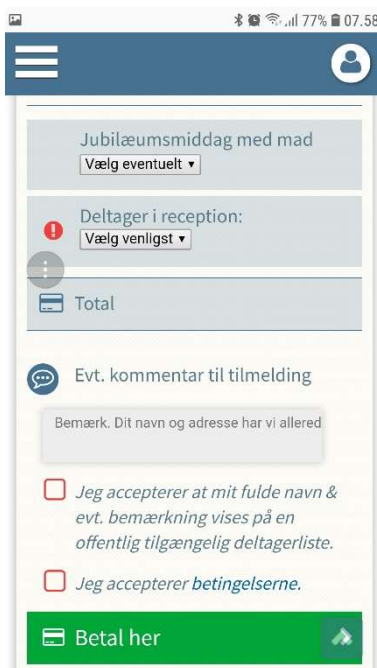 77% 07.58
Jubilæumsmiddag med mad
Vælg eventuelt
Deltager i reception:
Vælg venligst
Total
Evt. kommentar til tilmelding
Bemærk. Dit navn og adresse har vi allered
Jeg accepterer at mit fulde navn &
evt. bemærkning vises på en
offentlig tilgængelig deltagerliste.
Jeg accepterer betingelserne.
Betal her